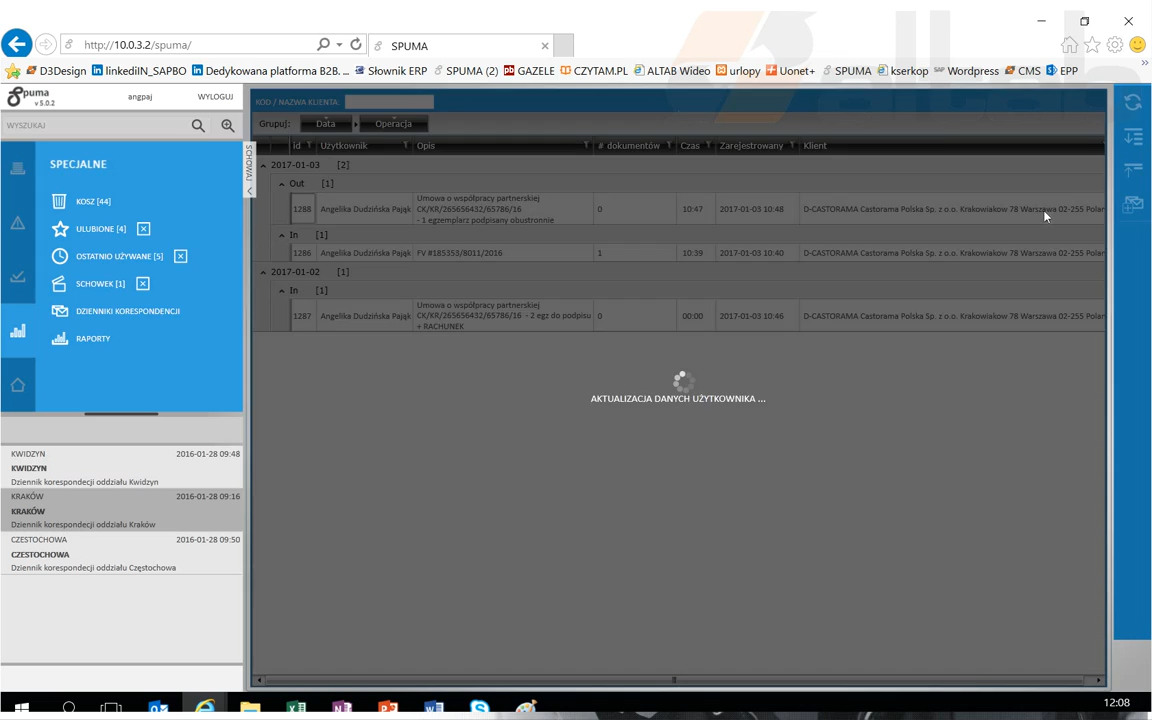 http://10.0.3.2/spuma/
SPUMA
D3Design
linkediIN_SAPBO
Dedykowana platforma B2B. ...
Słownik ERP
SPUMA (2)
GAZELE
CZYTAM.PL
ALTAB Wideo
urlopy
Uonet+
SPUMA
kserkop
Wordpress
CMS
EPP
Spuma
v 5.0.2
angpaj
WYLOGUJ
KOD / NAZWA KLIENTA:
WYSZUKAJ
Grupuj: Data Operacja
SCHOWAJ
id Użytkownik Opis # dokumentów Czas Zarejestrowany Klient
SPECJALNE
KOSZ [44]
ULUBIONE [4]
OSTATNIO UŻYWANE [5]
SCHOWEK [1]
DZIENNIKI KORESPONDENCJI
RAPORTY
2017-01-03 [2]
Out [1]
1288 Angelika Dudzińska Pająk
Umowa o współpracy partnerskiej
CK/KR/265656432/65786/16
- 1 egzemplarz podpisany obustronnie
0 10:47 2017-01-03 10:48 D-CASTORAMA Castorama Polska Sp. z o.o. Krakowiakow 78 Warszawa 02-255 Polan
In [1]
1286 Angelika Dudzińska Pająk FV #185353/8011/2016 1 10:39 2017-01-03 10:40 D-CASTORAMA Castorama Polska Sp. z o.o. Krakowiakow 78 Warszawa 02-255 Polan
2017-01-02 [1]
In [1]
1287 Angelika Dudzińska Pająk
Umowa o współpracy partnerskiej
CK/KR/265656432/65786/16 - 2 egz do podpisu
+ RACHUNEK
0 00:00 2017-01-03 10:46 D-CASTORAMA Castorama Polska Sp. z o.o. Krakowiakow 78 Warszawa 02-255 Polan
AKTUALIZACJA DANYCH UŻYTKOWNIKA ...
KWIDZYN 2016-01-28 09:48
KWIDZYN
Dziennik korespondecji oddziału Kwidzyn
KRAKÓW 2016-01-28 09:16
KRAKÓW
Dziennik korespondecji oddziału Kraków
CZESTOCHOWA 2016-01-28 09:50
CZESTOCHOWA
Dziennik korespondecji oddziału Częstochowa
12:08